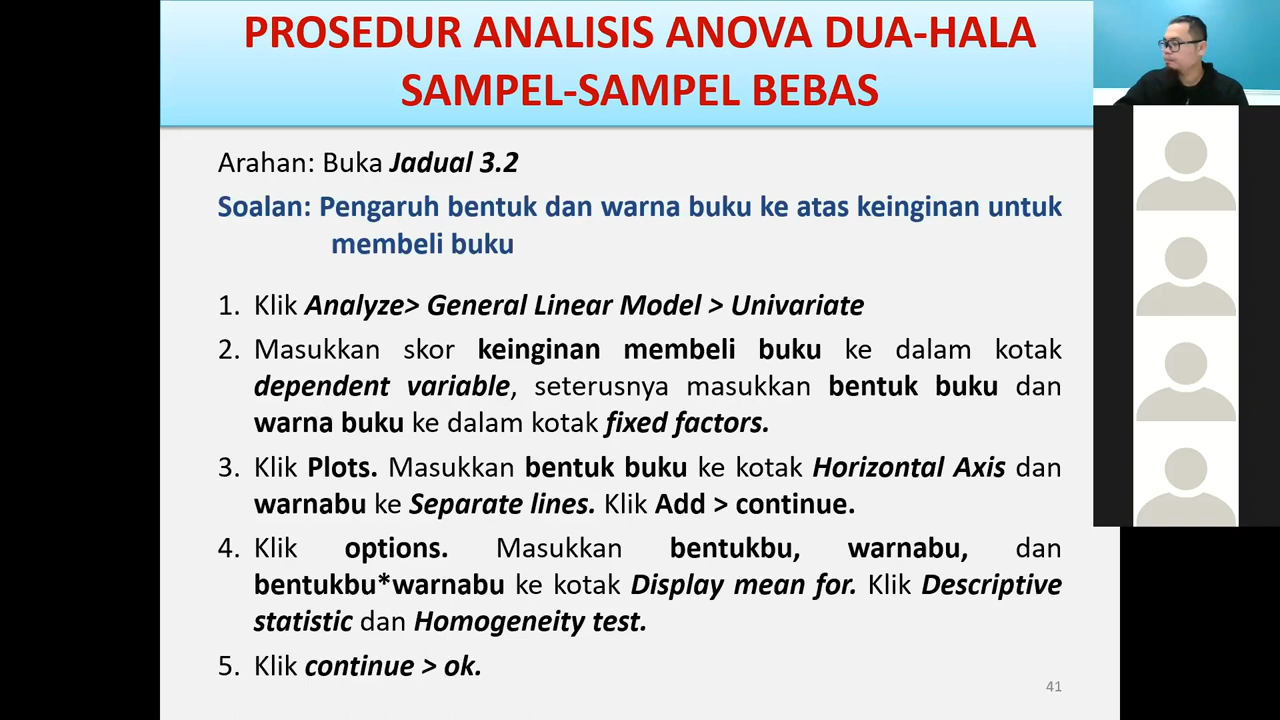 PROSEDUR ANALISIS ANOVA DUA-HALA
SAMPEL-SAMPEL BEBAS
Arahan: Buka Jadual 3.2
Soalan: Pengaruh bentuk dan warna buku ke atas keinginan untuk
membeli buku
1. Klik Analyze> General Linear Model > Univariate
2. Masukkan skor keinginan membeli buku ke dalam kotak
dependent variable, seterusnya masukkan bentuk buku dan
warna buku ke dalam kotak fixed factors.
3. Klik Plots. Masukkan bentuk buku ke kotak Horizontal Axis dan
warnabu ke Separate lines. Klik Add > continue.
4. Klik options. Masukkan bentukbu, warnabu, dan
bentukbu*warnabu ke kotak Display mean for. Klik Descriptive
statistic dan Homogeneity test.
5. Klik continue > ok.
41